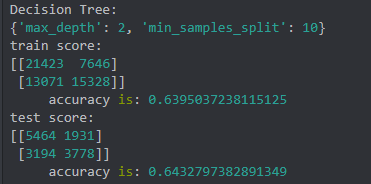 Decision Tree:
{'max_depth': 2, 'min_samples_split': 10}
train score:
[[21423  7646]
 [13071 15328]]
    accuracy is: 0.6395037238115125
test score:
[[5464 1931]
 [3194 3778]]
    accuracy is: 0.6432797382891349